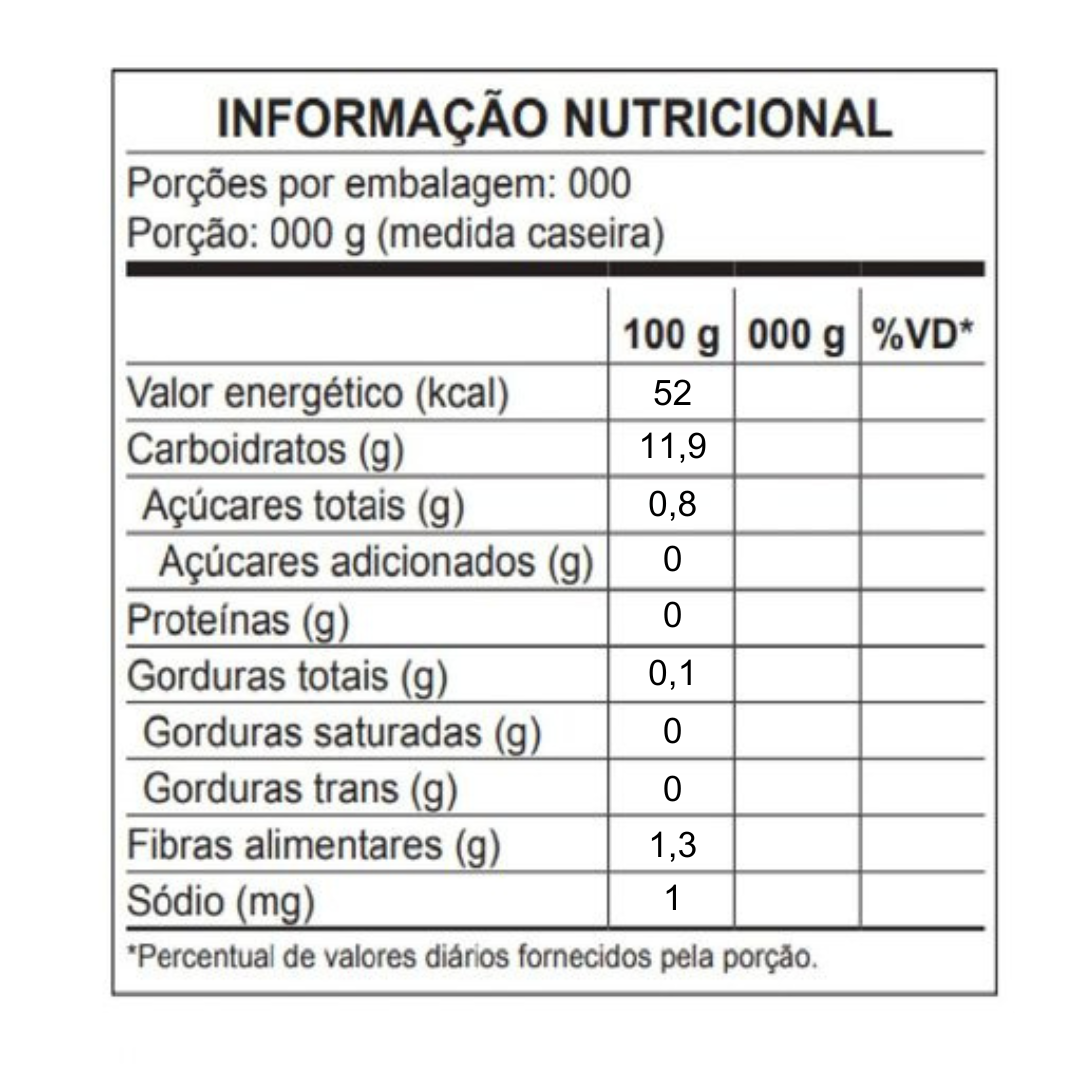 INFORMAÇÃO NUTRICIONAL
Porções por embalagem: 000
Porção: 000 g (medida caseira)
100 g 000 g %VD*
Valor energético (kcal) 52
Carboidratos (g) 11,9
Açúcares totais (g) 0,8
Açúcares adicionados (g) 0
Proteínas (g) 0
Gorduras totais (g) 0,1
Gorduras saturadas (g) 0
Gorduras trans (g) 0
Fibras alimentares (g) 1,3
Sódio (mg) 1
*Percentual de valores diários fornecidos pela porção.